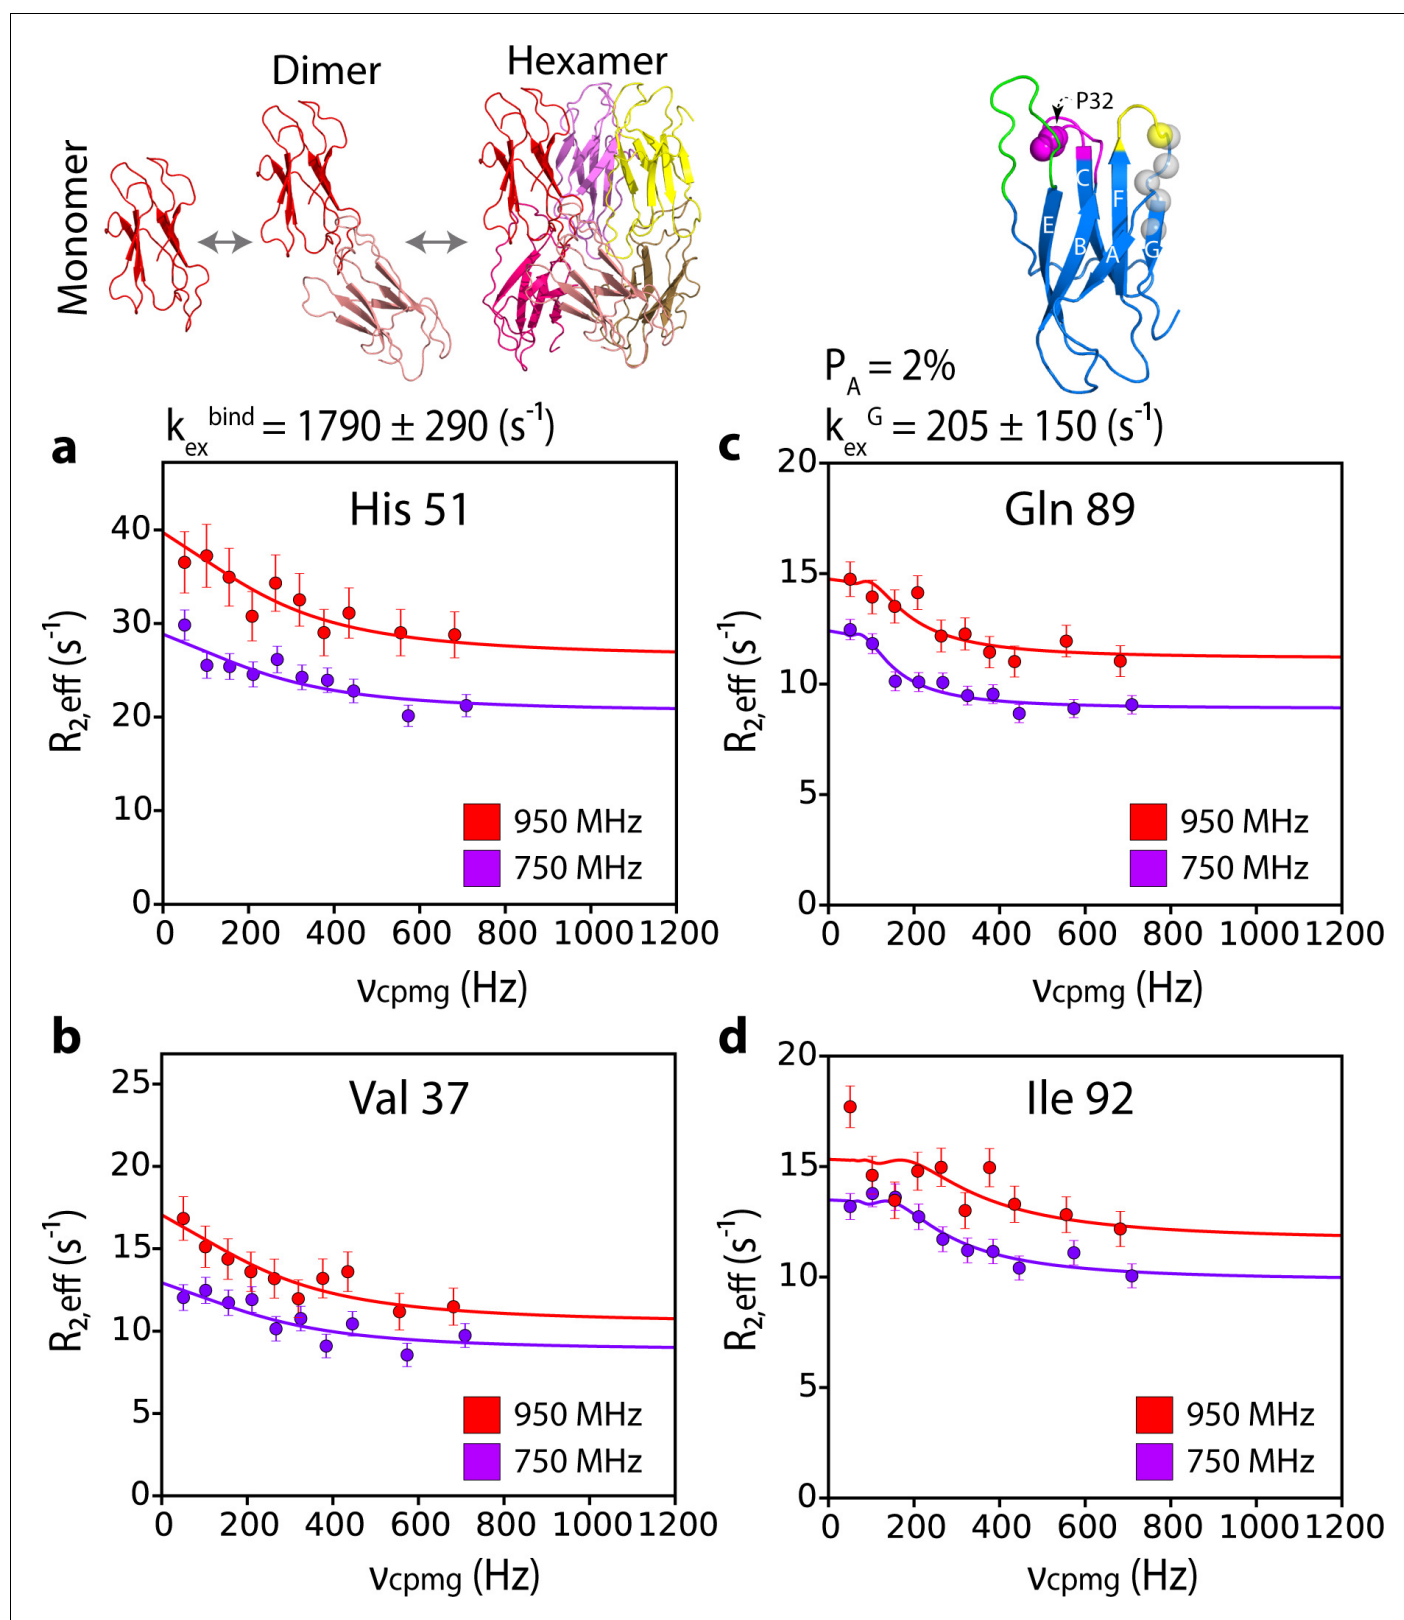 Monomer
Dimer
Hexamer
P32
C
F
E
B
A
G
P_A = 2%
k_ex^bind = 1790 ± 290 (s⁻¹)
k_ex^G = 205 ± 150 (s⁻¹)
a
His 51
40
30
20
10
0
R₂,eff (s⁻¹)
950 MHz
750 MHz
0 200 400 600 800 1000 1200
νcpmg (Hz)
c
Gln 89
20
15
10
5
0
R₂,eff (s⁻¹)
950 MHz
750 MHz
0 200 400 600 800 1000 1200
νcpmg (Hz)
b
Val 37
25
20
15
10
5
0
R₂,eff (s⁻¹)
950 MHz
750 MHz
0 200 400 600 800 1000 1200
νcpmg (Hz)
d
Ile 92
20
15
10
5
0
R₂,eff (s⁻¹)
950 MHz
750 MHz
0 200 400 600 800 1000 1200
νcpmg (Hz)